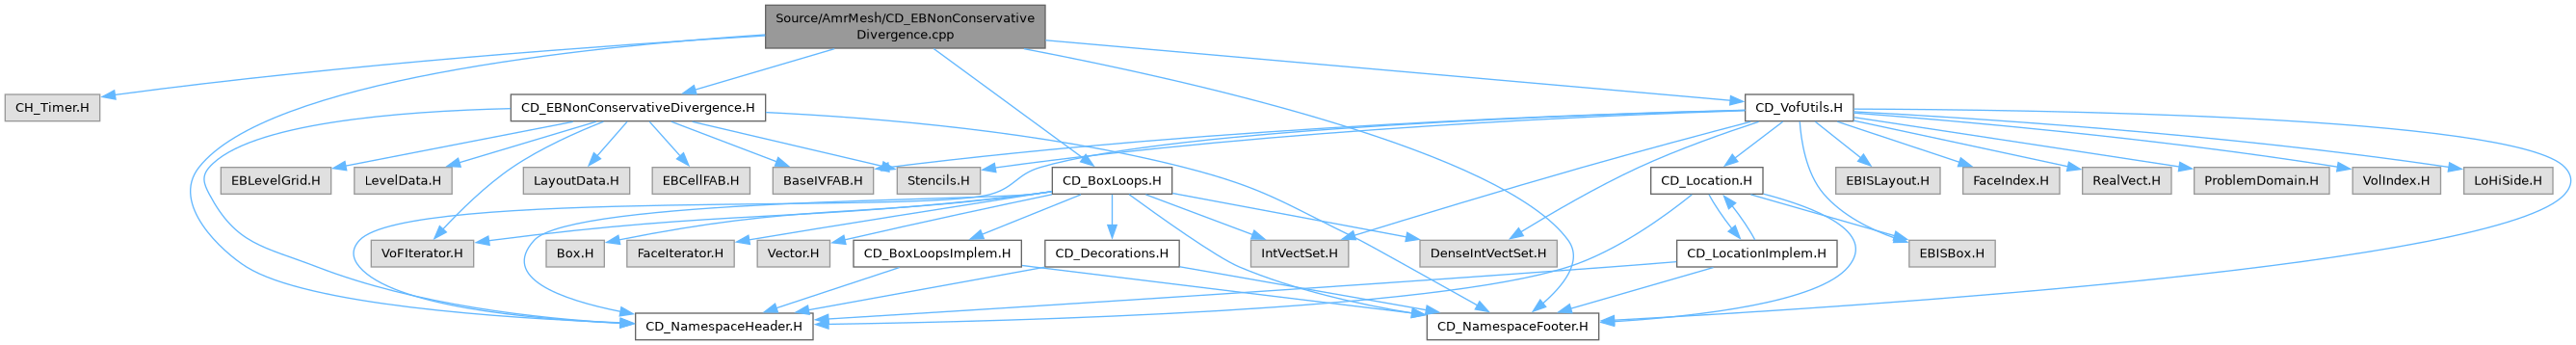 Source/AmrMesh/CD_EBNonConservative
Divergence.cpp
CH_Timer.H
CD_EBNonConservativeDivergence.H
CD_VofUtils.H
EBLevelGrid.H
LevelData.H
LayoutData.H
EBCellFAB.H
BaseIVFAB.H
Stencils.H
CD_BoxLoops.H
CD_Location.H
EBISLayout.H
FaceIndex.H
RealVect.H
ProblemDomain.H
VolIndex.H
LoHiSide.H
VoFIterator.H
Box.H
FaceIterator.H
Vector.H
CD_BoxLoopsImplem.H
CD_Decorations.H
IntVectSet.H
DenseIntVectSet.H
CD_LocationImplem.H
EBISBox.H
CD_NamespaceHeader.H
CD_NamespaceFooter.H